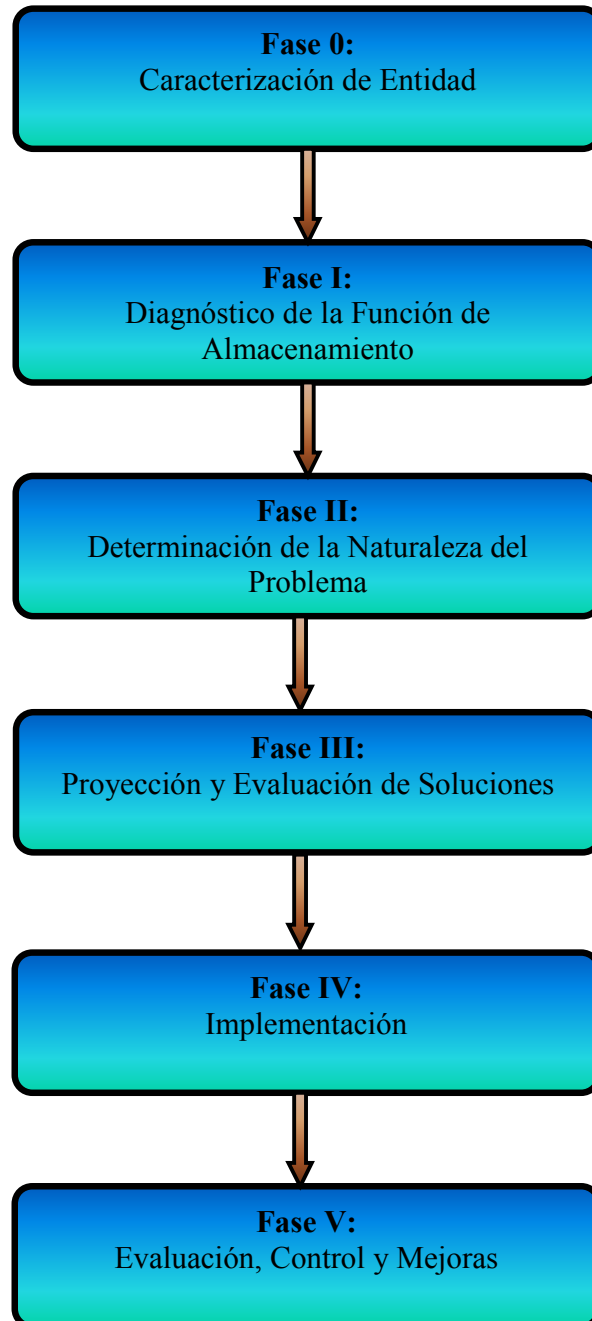 Fase 0:
Caracterización de Entidad
Fase I:
Diagnóstico de la Función de
Almacenamiento
Fase II:
Determinación de la Naturaleza del
Problema
Fase III:
Proyección y Evaluación de Soluciones
Fase IV:
Implementación
Fase V:
Evaluación, Control y Mejoras